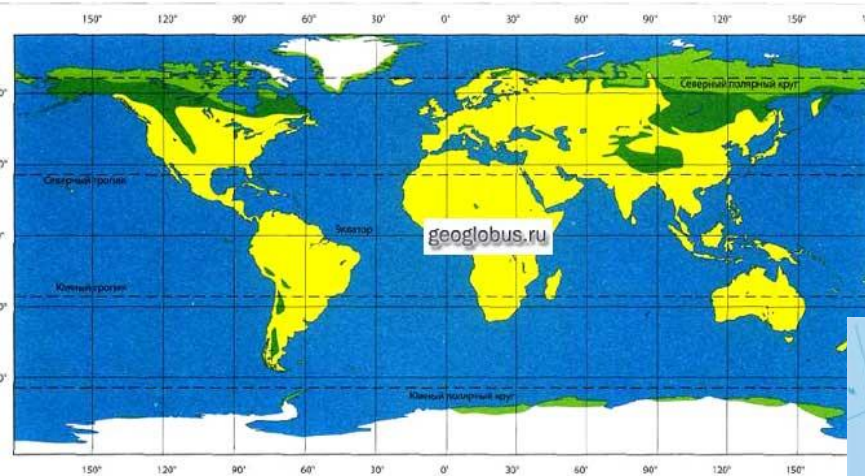 150° 120° 90° 60° 30° 0° 30° 60° 90° 120° 150°
Северный полярный круг
Северный тропик
Экватор
geoglobus.ru
Южный тропик
Южный полярный круг
150° 120° 90° 60° 30° 0° 30° 60° 90° 120° 150°